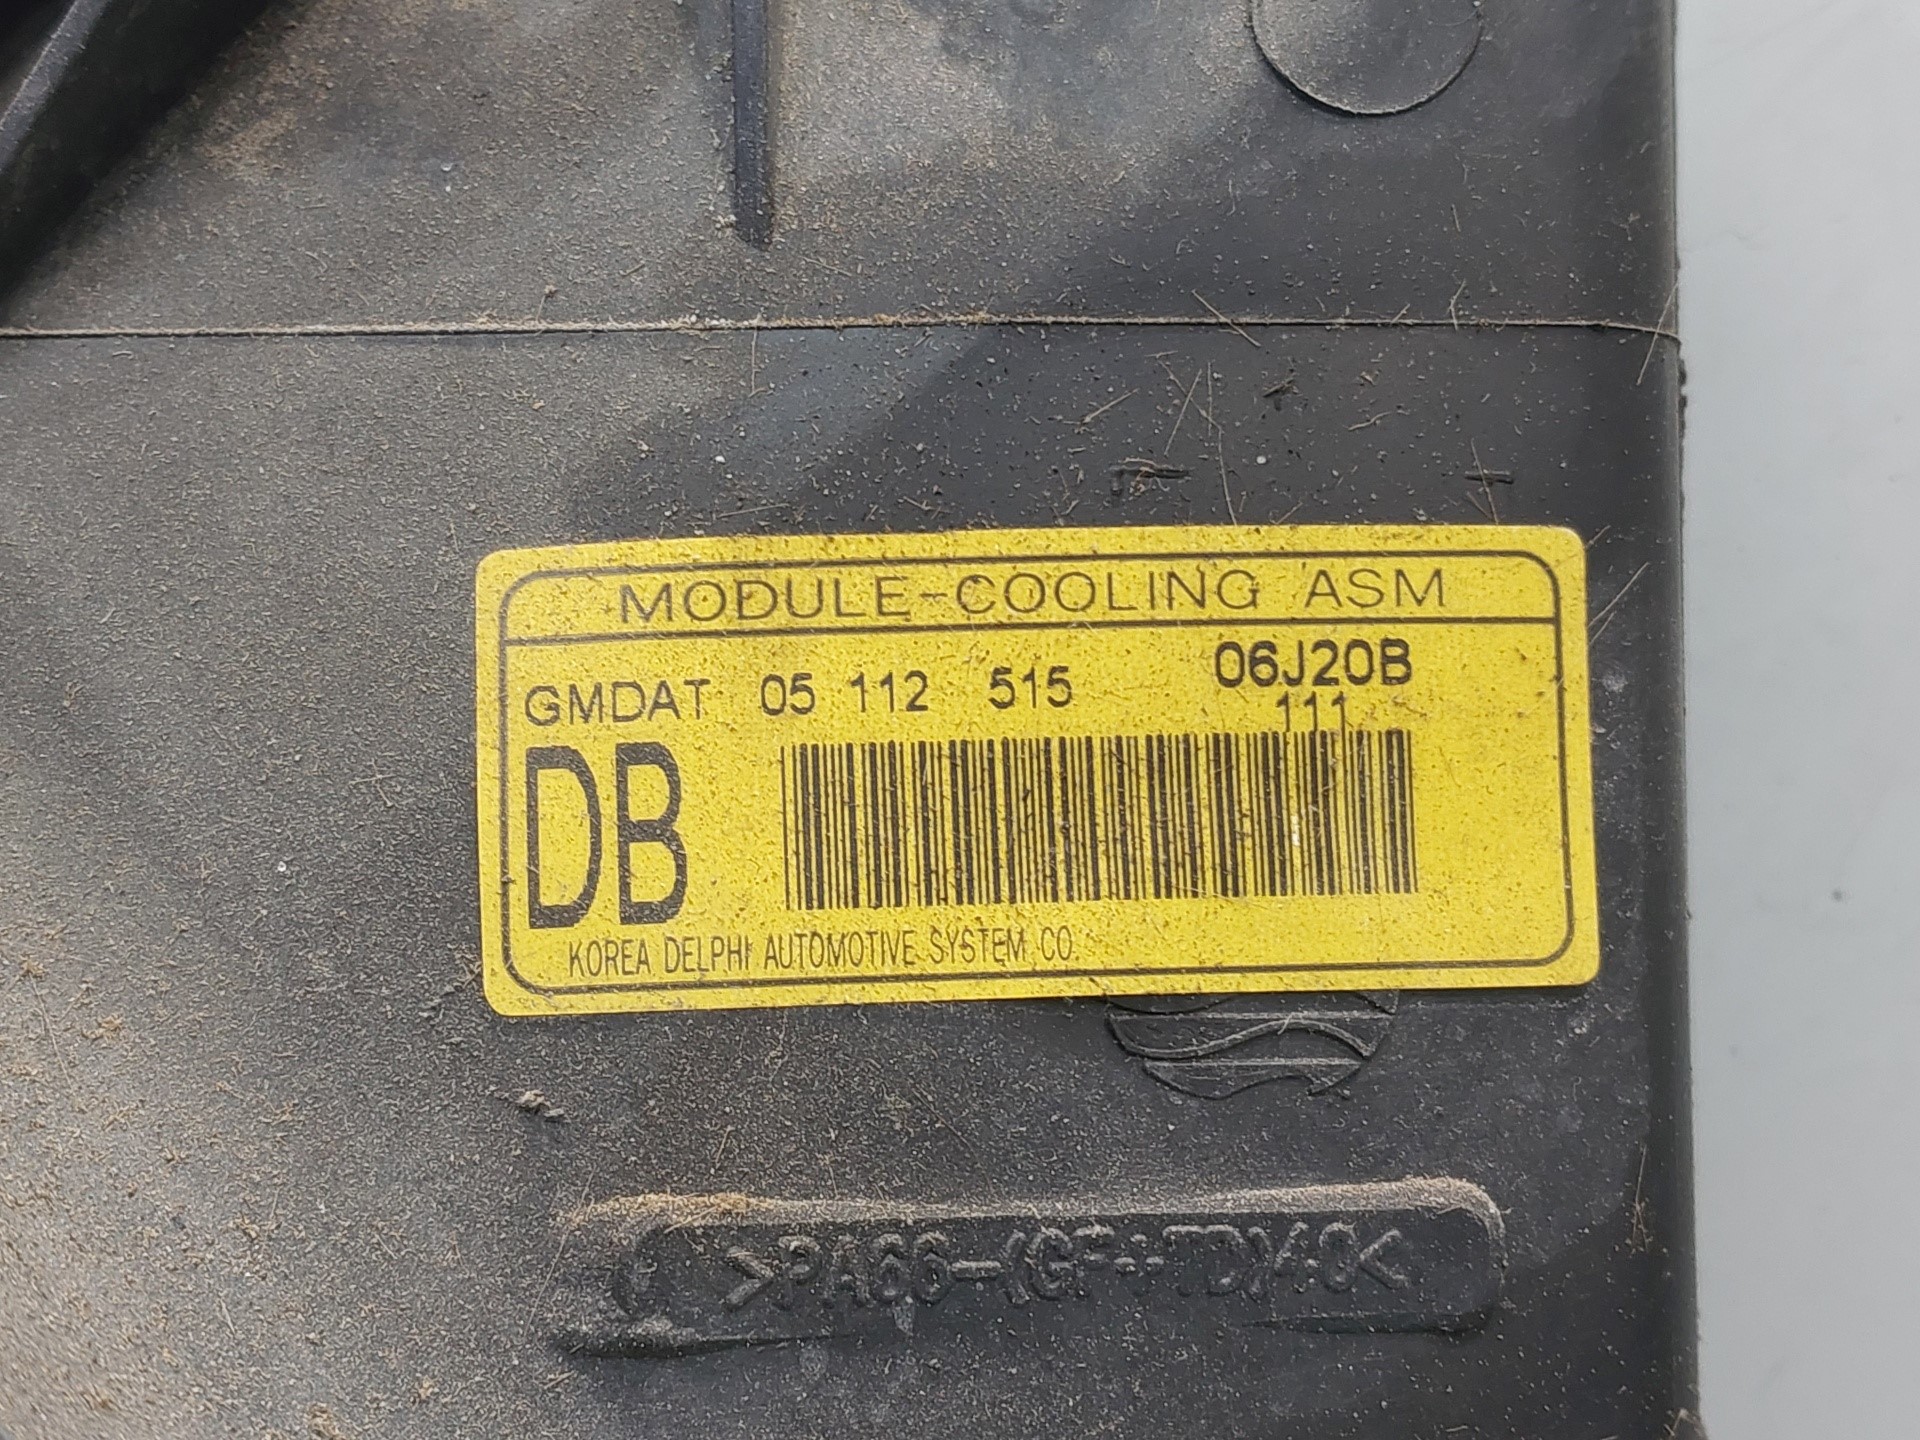 MODULE-COOLING ASM
GMDAT 05 112 515 06J20B
111
DB
KOREA DELPHI AUTOMOTIVE SYSTEM CO.
>PA66-(GF+TD)40<